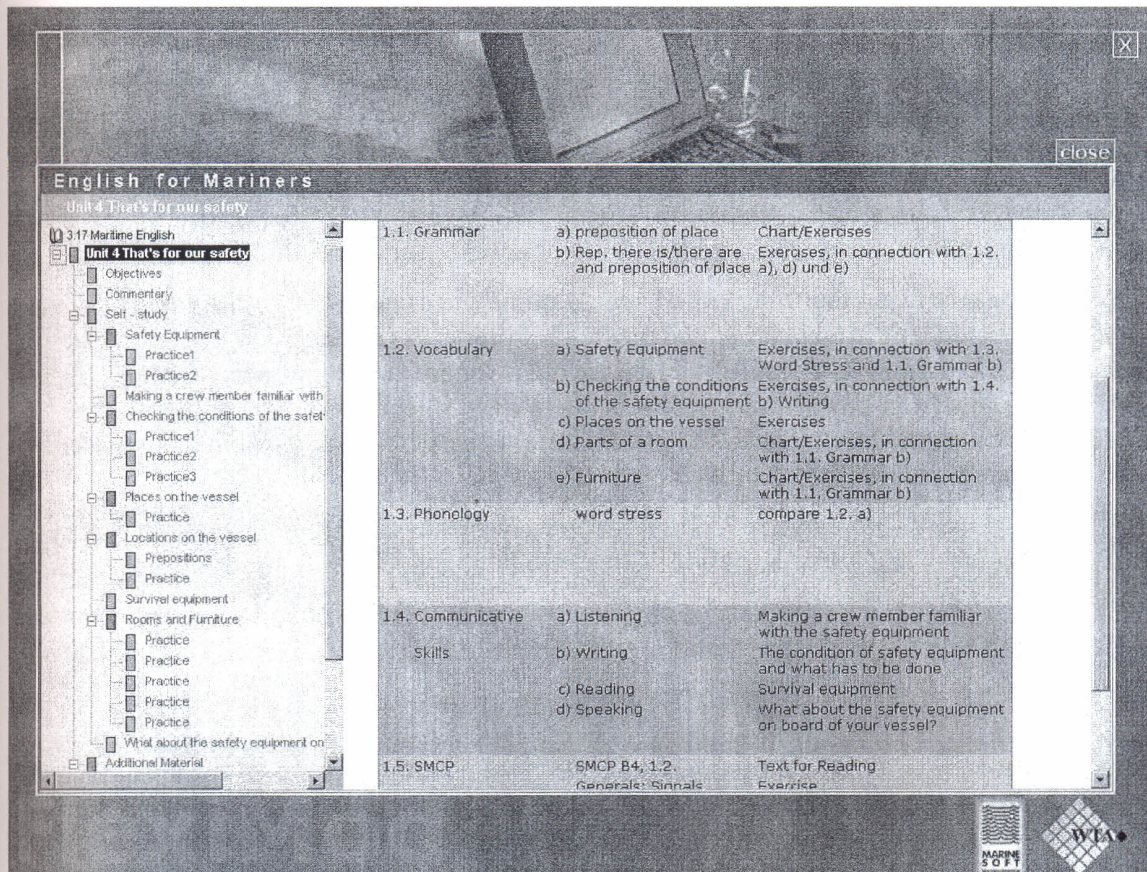 X
close
English for Mariners
Unit 4 That's for our safety
3.17 Maritime English
Unit 4 That's for our safety
Objectives
Commentary
Self - study
Safety Equipment
Practice1
Practice2
Making a crew member familiar with
Checking the conditions of the safet
Practice1
Practice2
Practice3
Places on the vessel
Practice
Locations on the vessel
Prepositions
Practice
Survival equipment
Rooms and Furniture
Practice
Practice
Practice
Practice
Practice
What about the safety equipment on
Additional Material
1.1. Grammar a) preposition of place Chart/Exercises
b) Rep. there is/there are Exercises, in connection with 1.2.
and preposition of place a), d) und e)
1.2. Vocabulary a) Safety Equipment Exercises, in connection with 1.3.
Word Stress and 1.1. Grammar b)
b) Checking the conditions Exercises, in connection with 1.4.
of the safety equipment b) Writing
c) Places on the vessel Exercises
d) Parts of a room Chart/Exercises, in connection
with 1.1. Grammar b)
e) Furniture Chart/Exercises, in connection
with 1.1. Grammar b)
1.3. Phonology word stress compare 1.2. a)
1.4. Communicative a) Listening Making a crew member familiar
with the safety equipment
Skills b) Writing The condition of safety equipment
and what has to be done
c) Reading Survival equipment
d) Speaking What about the safety equipment
on board of your vessel?
1.5. SMCP SMCP B4, 1.2. Text for Reading
Generals: Signals Exercise
MARINE
SOFT
WTA